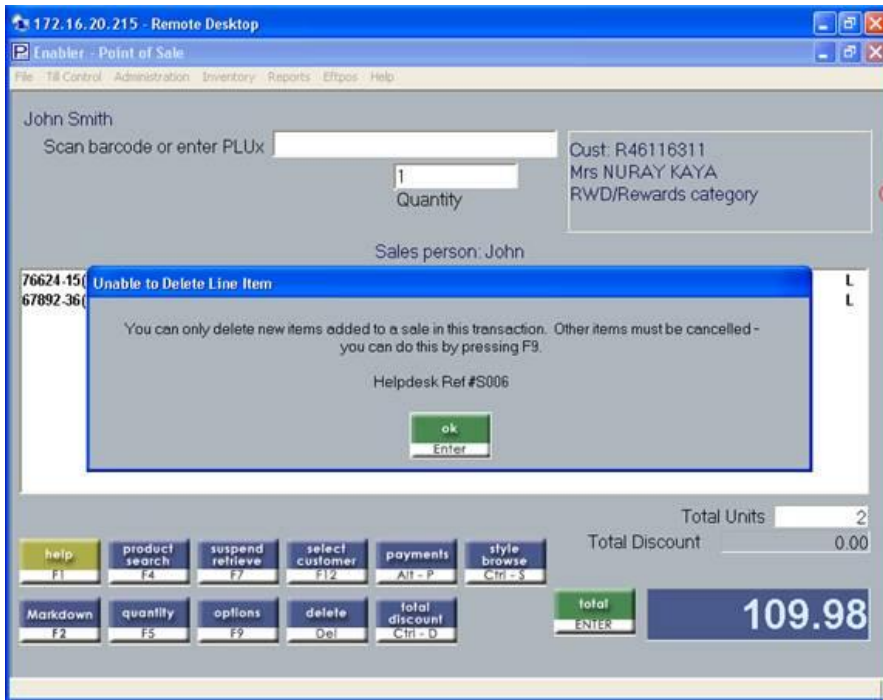 172.16.20.215 - Remote Desktop
Enabler - Point of Sale
File Till Control Administration Inventory Reports Eftpos Help
John Smith
Scan barcode or enter PLUx
1
Quantity
Cust: R46116311
Mrs NURAY KAYA
RWD/Rewards category
Sales person: John
76624-15( L
67892-36( L
Unable to Delete Line Item
You can only delete new items added to a sale in this transaction. Other items must be cancelled -
you can do this by pressing F9.
Helpdesk Ref #S006
ok
Enter
Total Units 2
Total Discount 0.00
help
F1
product
search
F4
suspend
retrieve
F7
select
customer
F12
payments
Alt - P
style
browse
Ctrl - S
Markdown
F2
quantity
F5
options
F9
delete
Del
total
discount
Ctrl - D
total
ENTER
109.98